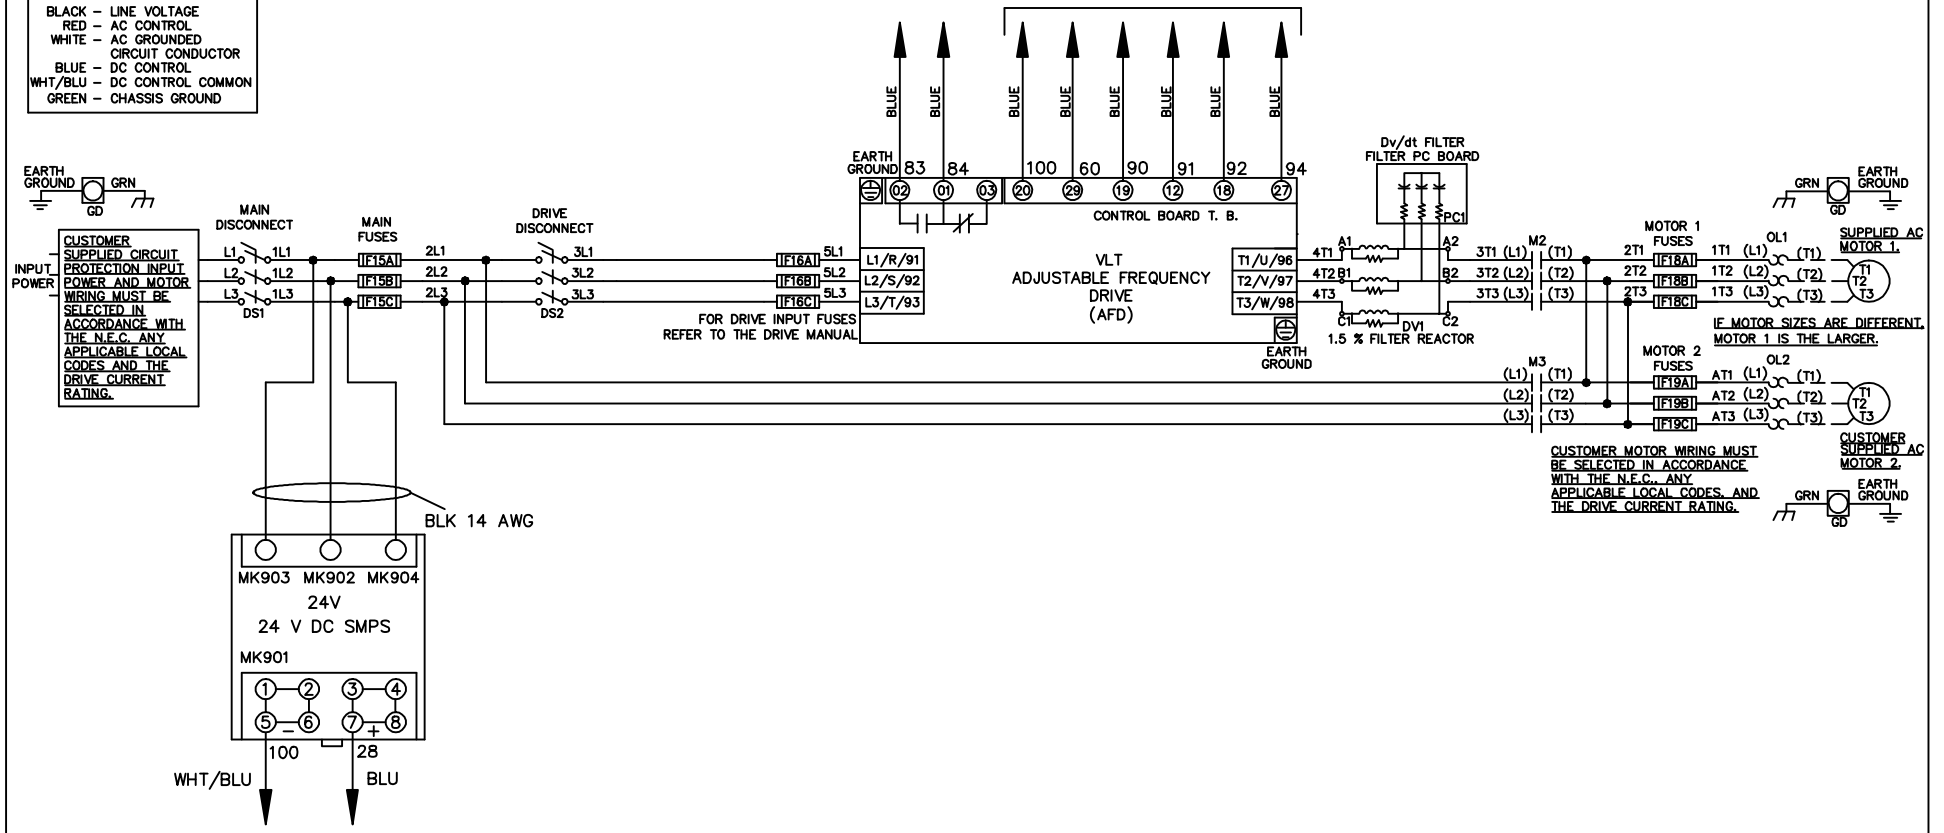 BLACK – LINE VOLTAGE
RED – AC CONTROL
WHITE – AC GROUNDED
CIRCUIT CONDUCTOR
BLUE – DC CONTROL
WHT/BLU – DC CONTROL COMMON
GREEN – CHASSIS GROUND
BLUE BLUE BLUE BLUE BLUE BLUE BLUE BLUE
EARTH
GROUND
83 84 100 60 90 91 92 94
02 01 03 20 29 19 12 18 27
CONTROL BOARD T. B.
Dv/dt FILTER
FILTER PC BOARD
PC1
EARTH
GROUND
GRN
GD
MAIN
DISCONNECT
MAIN
FUSES
DRIVE
DISCONNECT
INPUT
POWER
CUSTOMER
SUPPLIED CIRCUIT
PROTECTION INPUT
POWER AND MOTOR
WIRING MUST BE
SELECTED IN
ACCORDANCE WITH
THE N.E.C. ANY
APPLICABLE LOCAL
CODES AND THE
DRIVE CURRENT
RATING.
L1 1L1 F15A 2L1 3L1 F16A 5L1 L1/R/91
L2 1L2 F15B 2L2 3L2 F16B 5L2 L2/S/92
L3 1L3 F15C 2L3 3L3 F16C 5L3 L3/T/93
DS1 DS2
FOR DRIVE INPUT FUSES
REFER TO THE DRIVE MANUAL
VLT
ADJUSTABLE FREQUENCY
DRIVE
(AFD)
T1/U/96 4T1 A1 A2 3T1 (L1) M2 (T1)
T2/V/97 4T2 B1 B2 3T2 (L2) (T2)
T3/W/98 4T3 C1 C2 3T3 (L3) (T3)
EARTH
GROUND
DV1
1.5 % FILTER REACTOR
MOTOR 1
FUSES
2T1 F18A 1T1 (L1) OL1 (T1)
2T2 F18B 1T2 (L2) (T2)
2T3 F18C 1T3 (L3) (T3)
GRN
GD
EARTH
GROUND
SUPPLIED AC
MOTOR 1.
T1
T2
T3
IF MOTOR SIZES ARE DIFFERENT,
MOTOR 1 IS THE LARGER.
MOTOR 2
FUSES
(L1) M3 (T1) F19A AT1 (L1) OL2 (T1)
(L2) (T2) F19B AT2 (L2) (T2)
(L3) (T3) F19C AT3 (L3) (T3)
T1
T2
T3
CUSTOMER
SUPPLIED AC
MOTOR 2.
CUSTOMER MOTOR WIRING MUST
BE SELECTED IN ACCORDANCE
WITH THE N.E.C., ANY
APPLICABLE LOCAL CODES, AND
THE DRIVE CURRENT RATING.
GRN
GD
EARTH
GROUND
BLK 14 AWG
MK903 MK902 MK904
24V
24 V DC SMPS
MK901
1 2 3 4
5 6 7 8
– +
100 28
WHT/BLU BLU